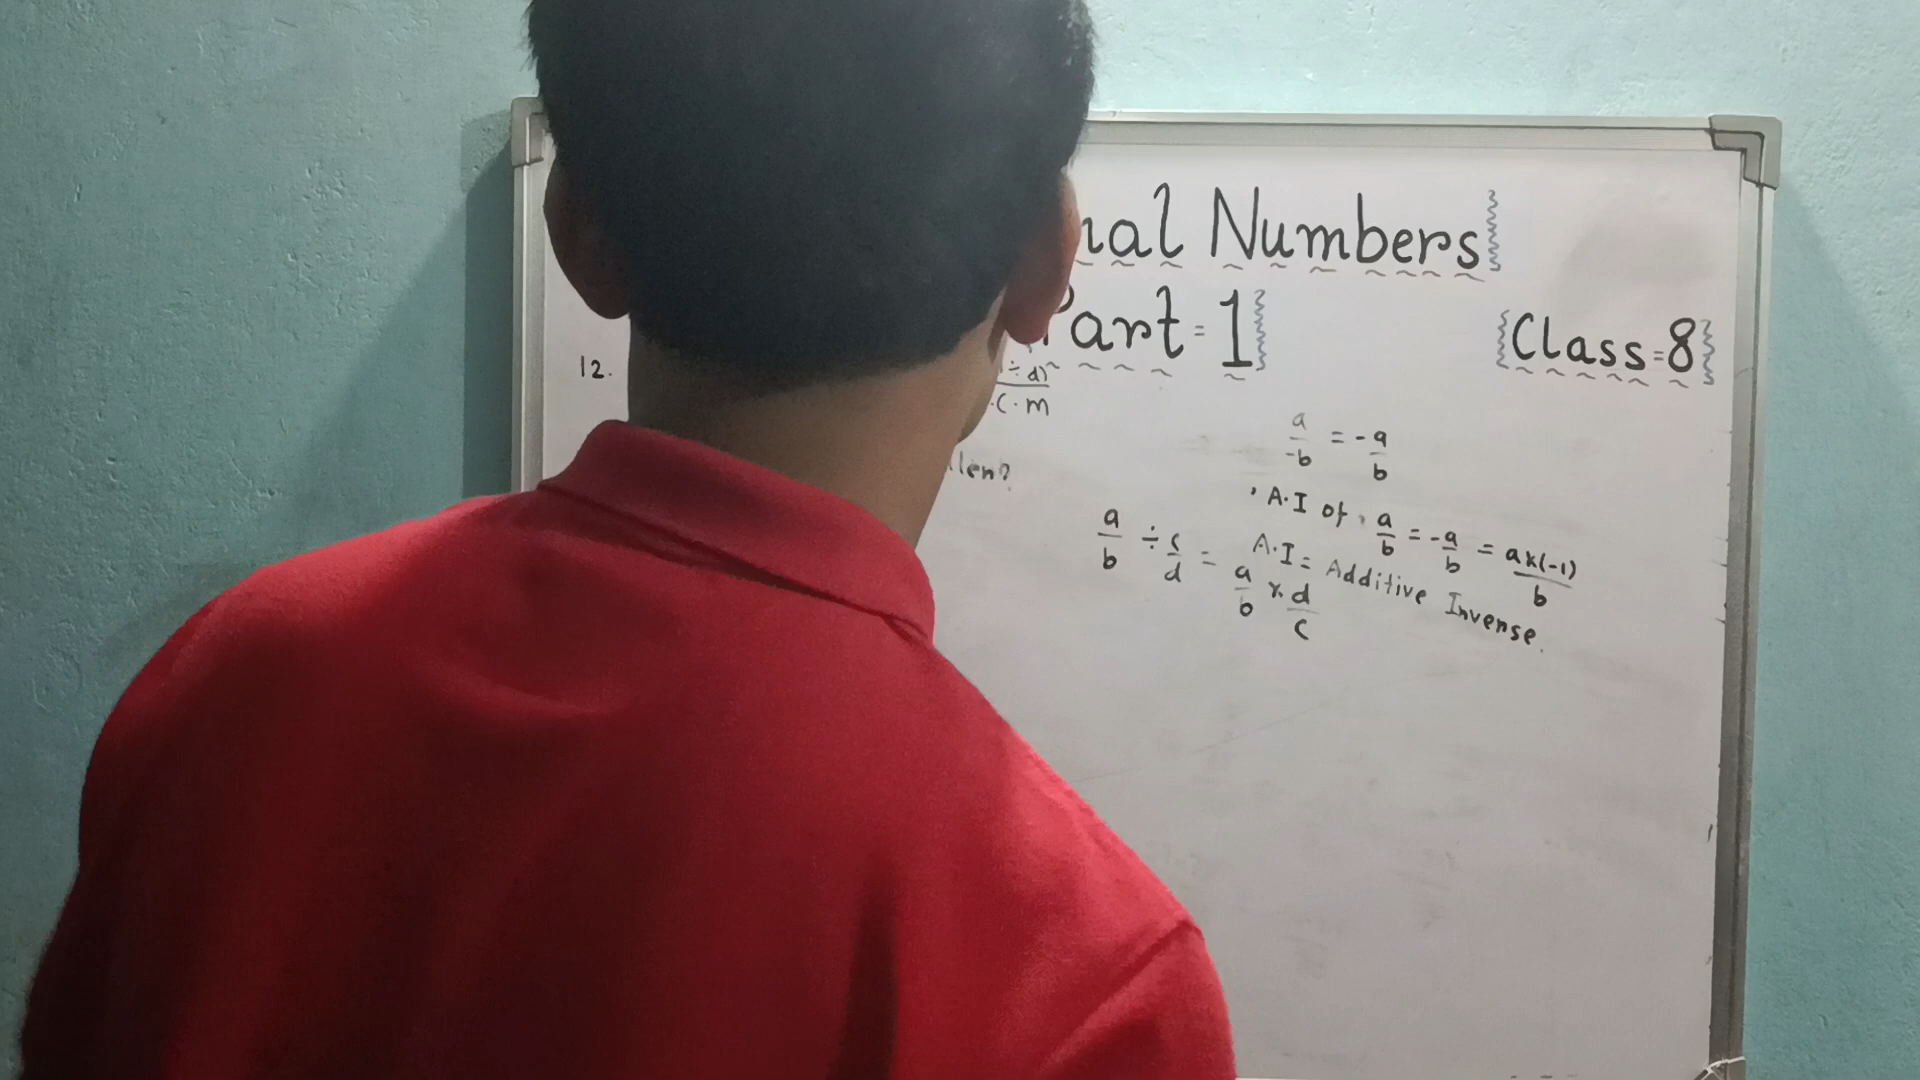 nal Numbers
Part = 1
{Class = 8}
12.
÷ d)
.C.m
len?
a/-b = -a/b
A.I of a/b = -a/b = a x(-1)/b
A.I = Additive Invense.
a/b ÷ c/d = a/b x d/c